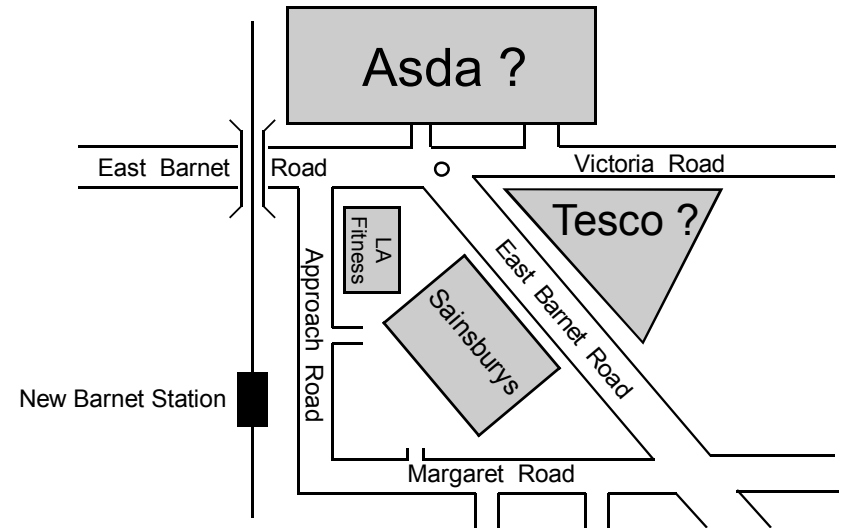 Asda ?
East Barnet Road
Victoria Road
LA
Fitness
Tesco ?
East Barnet Road
Approach Road
Sainsburys
New Barnet Station
Margaret Road